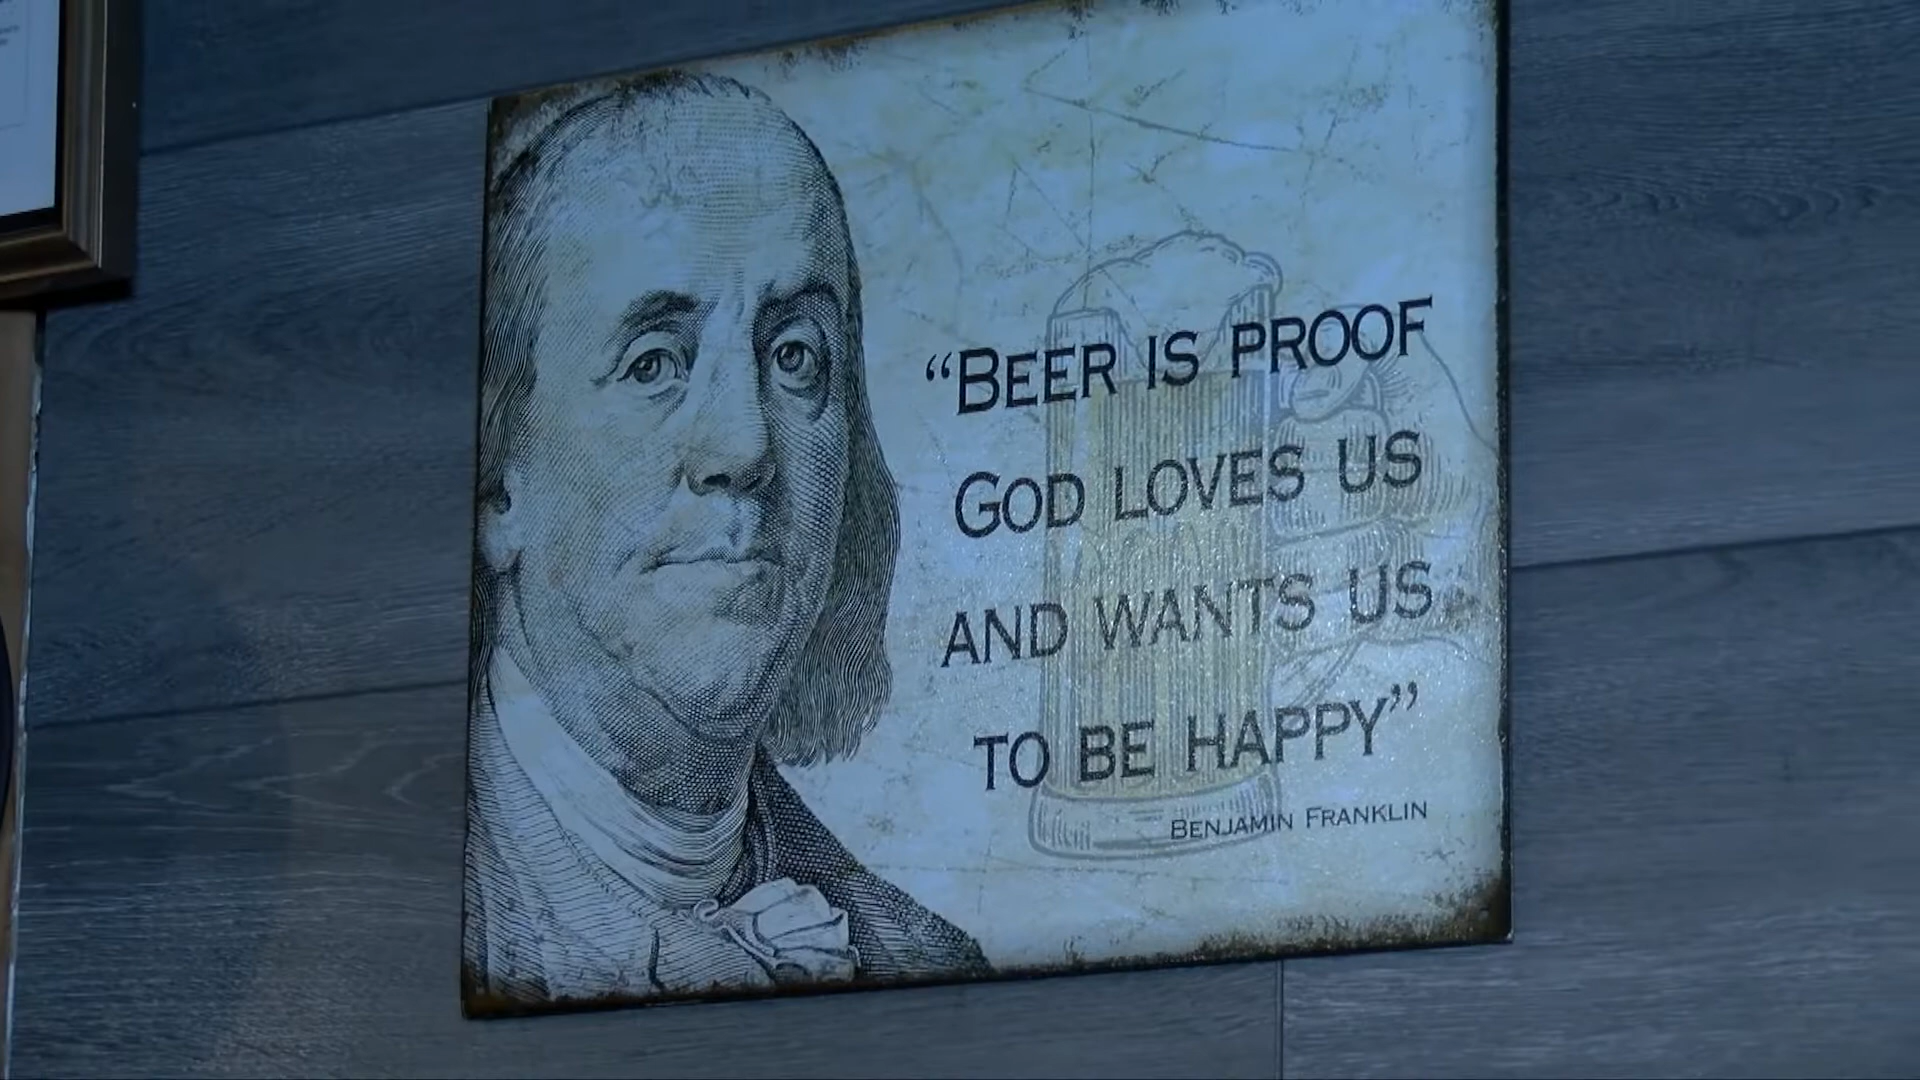 “BEER IS PROOF
GOD LOVES US
AND WANTS US
TO BE HAPPY”
BENJAMIN FRANKLIN